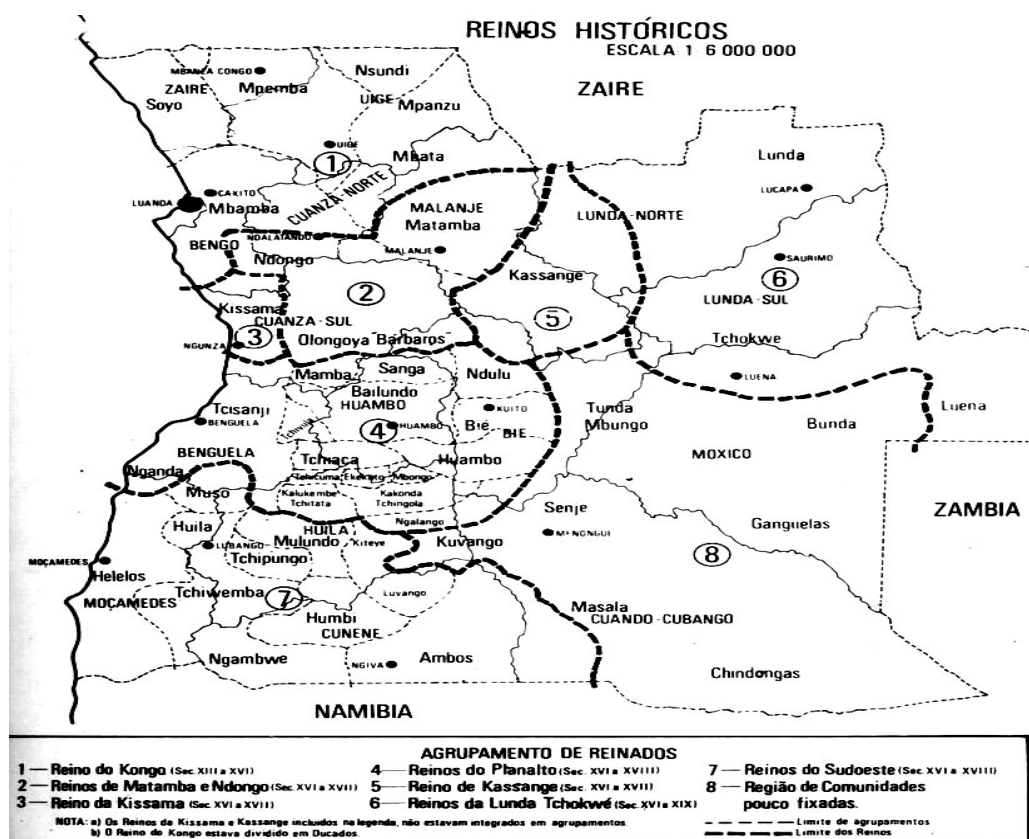 REINOS HISTÓRICOS
ESCALA 1 6 000 000
ZAIRE
MBANZA CONGO
ZAIRE
Mpemba
Nsundi
UIGE
Mpanzu
Soyo
UIGE
1
Mbata
CUANZA-NORTE
Lunda
LUCAPA
CAXITO
LUANDA
Mbamba
MALANJE
Matamba
LUNDA-NORTE
BENGO
NDALATANDO
Ndongo
MALANJE
Kassange
SAURIMO
6
LUNDA-SUL
2
5
Kissama
CUANZA-SUL
3
NGUNZA
Olongoya Bárbaros
Tchokwe
Mamba
Sanga
Ndulu
LUENA
Bailundo
HUAMBO
Tcisanji
BENGUELA
KUITO
Tunda
Mbungo
Bunda
Luena
4
HUAMBO
Bié
BIE
MOXICO
BENGUELA
Tchiaca
Huambo
Nganda
Ekekete
Mbongo
Muso
Kalukembe
Tchitata
Kakonda
Tchingola
Senje
ZAMBIA
Huila
HUILA
Ngalango
Ganguelas
LUBANGO
Mulundo
Kiteve
Kuvango
MENONGUE
8
MOÇAMEDES
Helelos
Tchipungo
MOÇAMEDES
Tchiwemba
7
Luvango
Masala
CUANDO-CUBANGO
Humbi
CUNENE
Ngambwe
NGIVA
Ambos
Chindongas
NAMIBIA
AGRUPAMENTO DE REINADOS
1 — Reino do Kongo (Sec. XIII a XVI)
2 — Reinos de Matamba e Ndongo (Sec. XVI a XVII)
3 — Reino da Kissama (Sec. XVI a XVII)
4 — Reinos do Planalto (Sec. XVI a XVIII)
5 — Reino de Kassange (Sec. XVI a XVII)
6 — Reinos da Lunda Tchokwé (Sec. XVI a XIX)
7 — Reinos do Sudoeste (Sec. XVI a XVIII)
8 — Região de Comunidades
pouco fixadas.
NOTA: a) Os Reinos da Kissama e Kassange incluidos na legenda, não estavam integrados em agrupamentos.
b) O Reino do Kongo estava dividido em Ducados.
Limite de agrupamentos
Limite dos Reinos